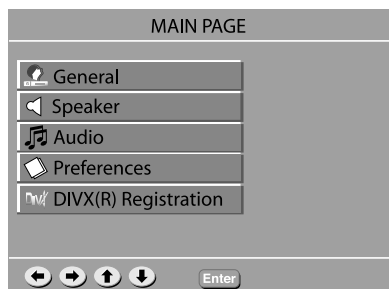 MAIN PAGE
General
Speaker
Audio
Preferences
DIVX(R) Registration
Enter